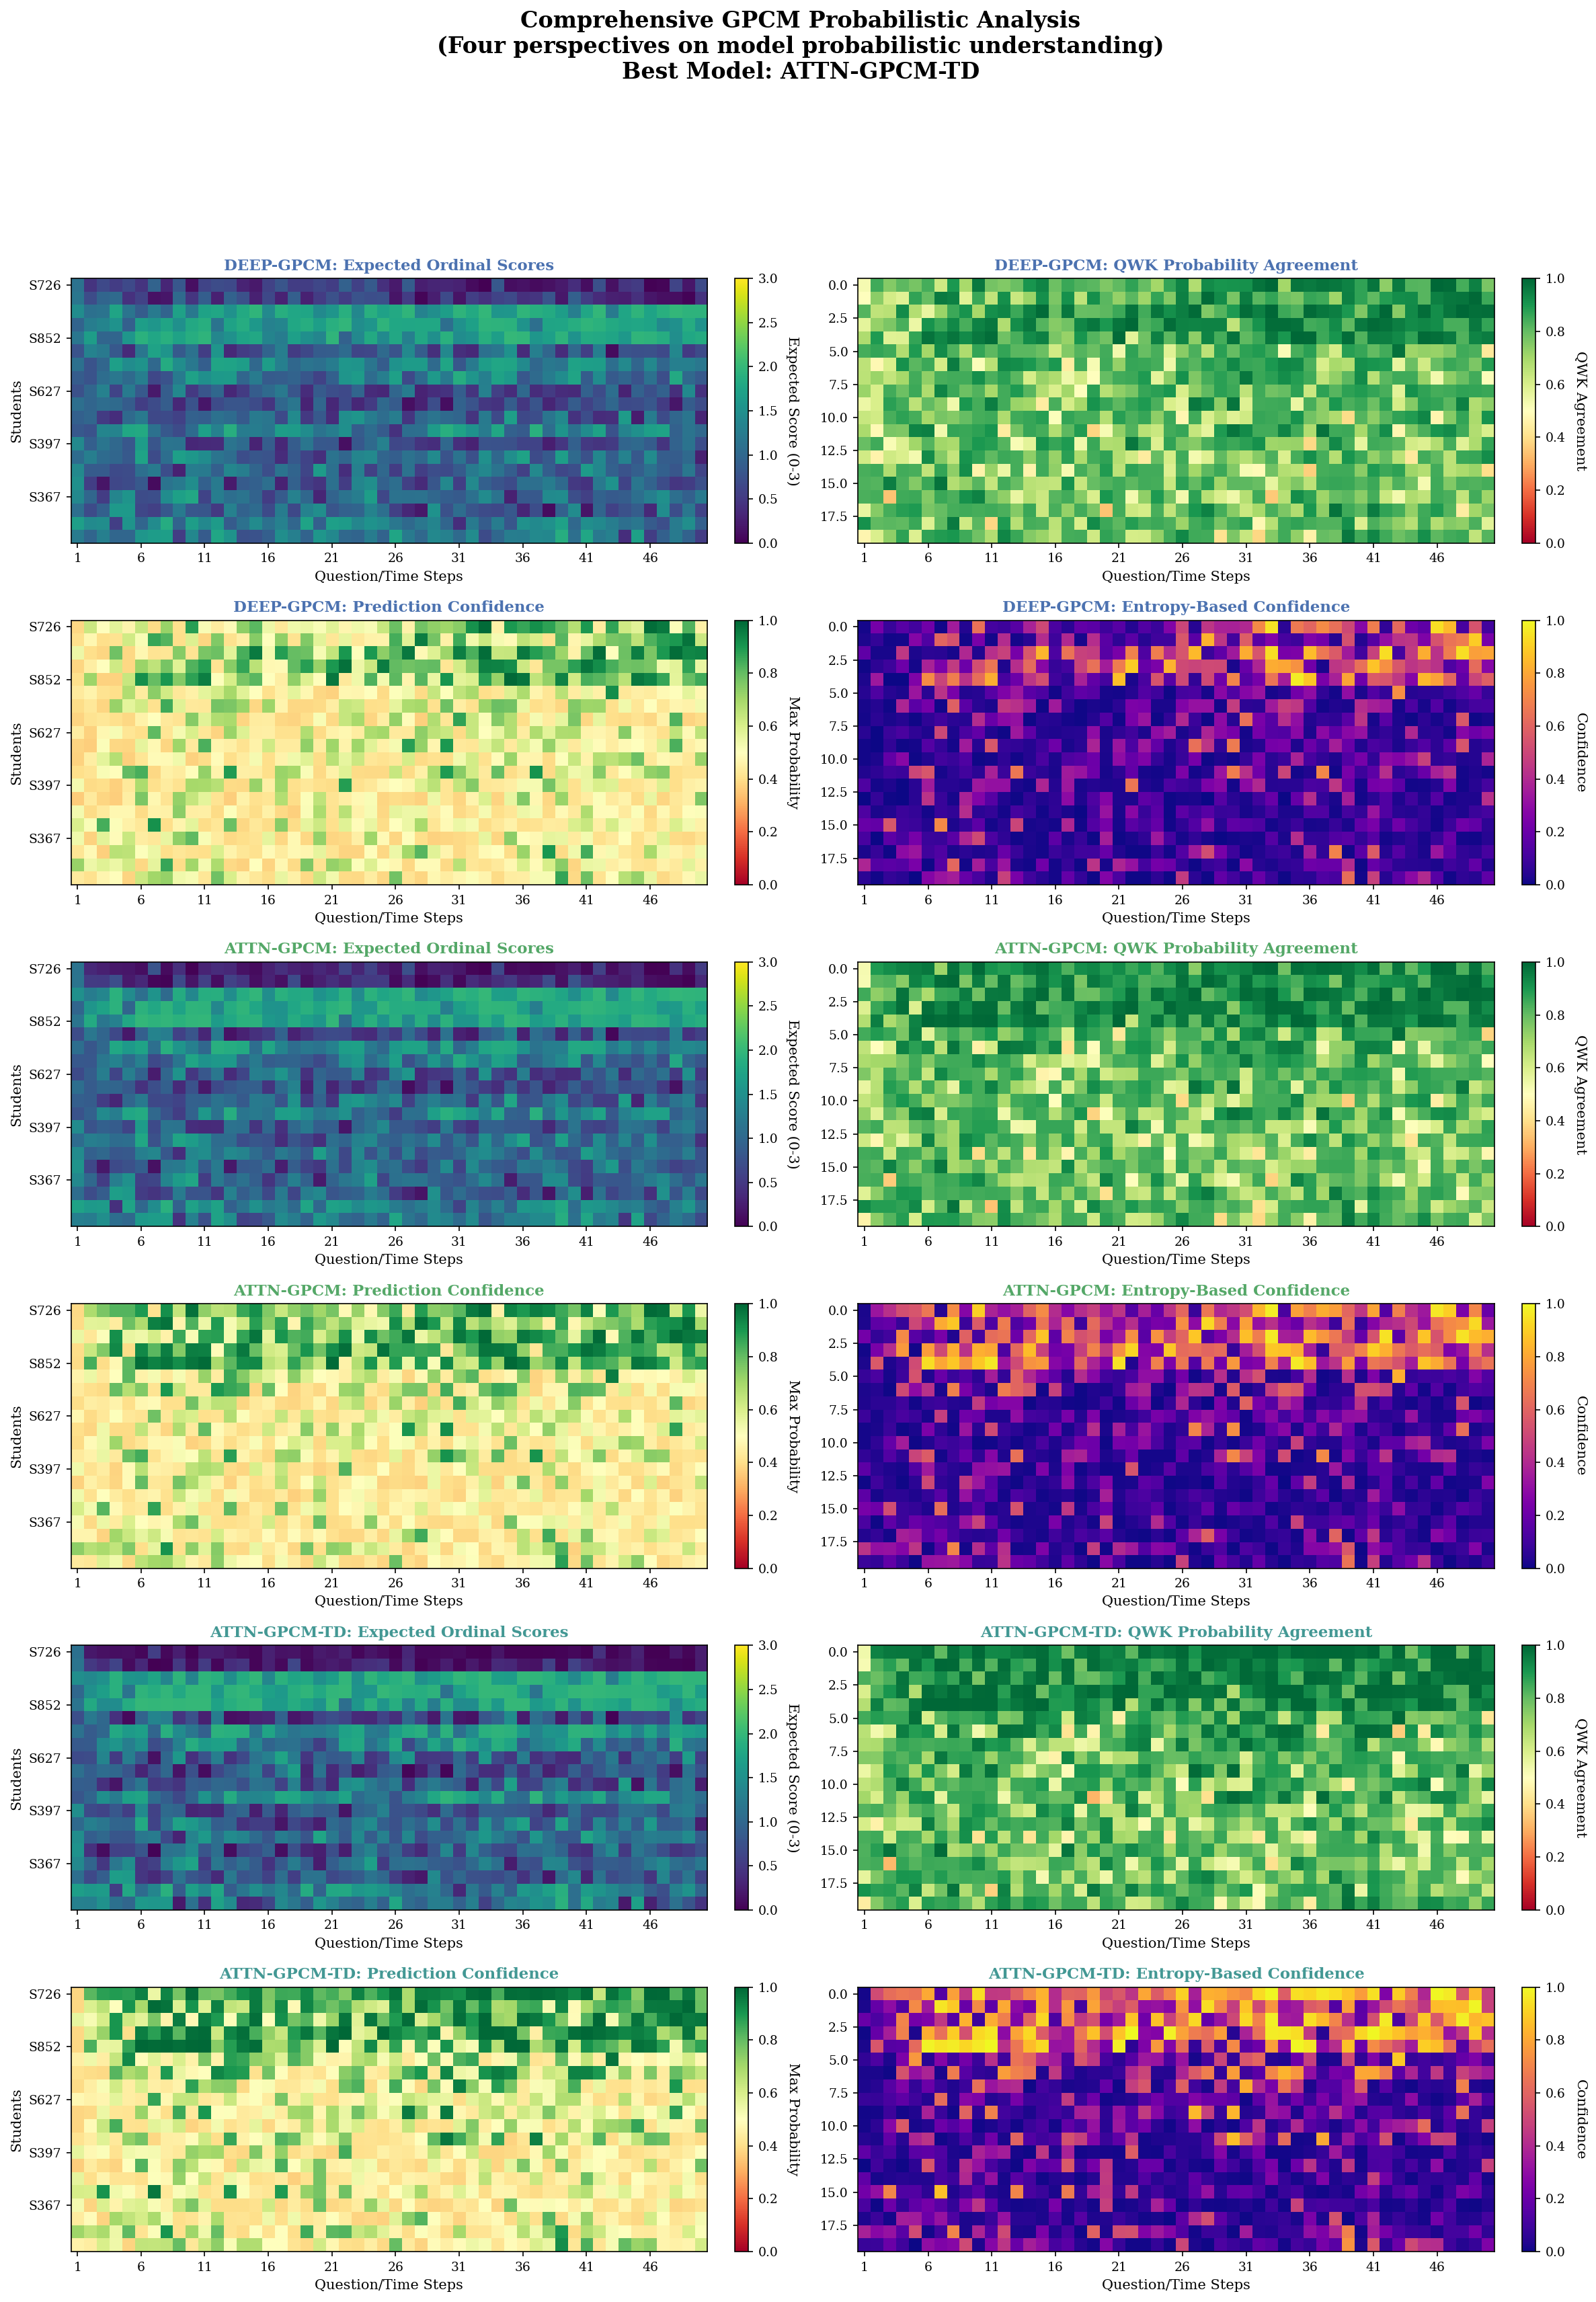 Comprehensive GPCM Probabilistic Analysis
(Four perspectives on model probabilistic understanding)
Best Model: ATTN-GPCM-TD
DEEP-GPCM: Expected Ordinal Scores
Students
S726
S852
S627
S397
S367
1 6 11 16 21 26 31 36 41 46
Question/Time Steps
3.0
2.5
2.0
1.5
1.0
0.5
0.0
Expected Score (0-3)
DEEP-GPCM: QWK Probability Agreement
0.0
2.5
5.0
7.5
10.0
12.5
15.0
17.5
1 6 11 16 21 26 31 36 41 46
Question/Time Steps
1.0
0.8
0.6
0.4
0.2
0.0
QWK Agreement
DEEP-GPCM: Prediction Confidence
Students
S726
S852
S627
S397
S367
1 6 11 16 21 26 31 36 41 46
Question/Time Steps
1.0
0.8
0.6
0.4
0.2
0.0
Max Probability
DEEP-GPCM: Entropy-Based Confidence
0.0
2.5
5.0
7.5
10.0
12.5
15.0
17.5
1 6 11 16 21 26 31 36 41 46
Question/Time Steps
1.0
0.8
0.6
0.4
0.2
0.0
Confidence
ATTN-GPCM: Expected Ordinal Scores
Students
S726
S852
S627
S397
S367
1 6 11 16 21 26 31 36 41 46
Question/Time Steps
3.0
2.5
2.0
1.5
1.0
0.5
0.0
Expected Score (0-3)
ATTN-GPCM: QWK Probability Agreement
0.0
2.5
5.0
7.5
10.0
12.5
15.0
17.5
1 6 11 16 21 26 31 36 41 46
Question/Time Steps
1.0
0.8
0.6
0.4
0.2
0.0
QWK Agreement
ATTN-GPCM: Prediction Confidence
Students
S726
S852
S627
S397
S367
1 6 11 16 21 26 31 36 41 46
Question/Time Steps
1.0
0.8
0.6
0.4
0.2
0.0
Max Probability
ATTN-GPCM: Entropy-Based Confidence
0.0
2.5
5.0
7.5
10.0
12.5
15.0
17.5
1 6 11 16 21 26 31 36 41 46
Question/Time Steps
1.0
0.8
0.6
0.4
0.2
0.0
Confidence
ATTN-GPCM-TD: Expected Ordinal Scores
Students
S726
S852
S627
S397
S367
1 6 11 16 21 26 31 36 41 46
Question/Time Steps
3.0
2.5
2.0
1.5
1.0
0.5
0.0
Expected Score (0-3)
ATTN-GPCM-TD: QWK Probability Agreement
0.0
2.5
5.0
7.5
10.0
12.5
15.0
17.5
1 6 11 16 21 26 31 36 41 46
Question/Time Steps
1.0
0.8
0.6
0.4
0.2
0.0
QWK Agreement
ATTN-GPCM-TD: Prediction Confidence
Students
S726
S852
S627
S397
S367
1 6 11 16 21 26 31 36 41 46
Question/Time Steps
1.0
0.8
0.6
0.4
0.2
0.0
Max Probability
ATTN-GPCM-TD: Entropy-Based Confidence
0.0
2.5
5.0
7.5
10.0
12.5
15.0
17.5
1 6 11 16 21 26 31 36 41 46
Question/Time Steps
1.0
0.8
0.6
0.4
0.2
0.0
Confidence